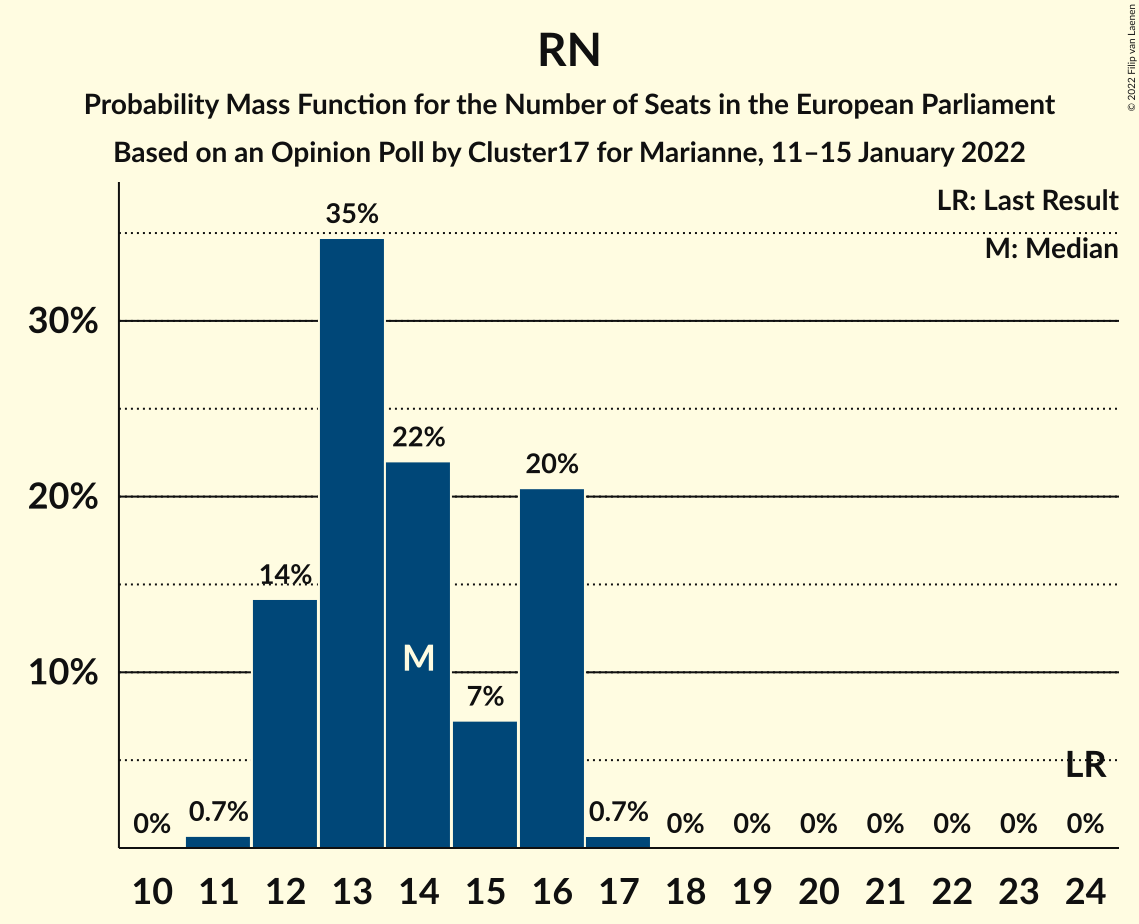 RN
Probability Mass Function for the Number of Seats in the European Parliament
Based on an Opinion Poll by Cluster17 for Marianne, 11–15 January 2022
© 2022 Filip van Laenen
LR: Last Result
M: Median
30%
20%
10%
0%
0.7%
14%
35%
22%
7%
20%
0.7%
0%
0%
0%
0%
0%
0%
0%
M
LR
10 11 12 13 14 15 16 17 18 19 20 21 22 23 24